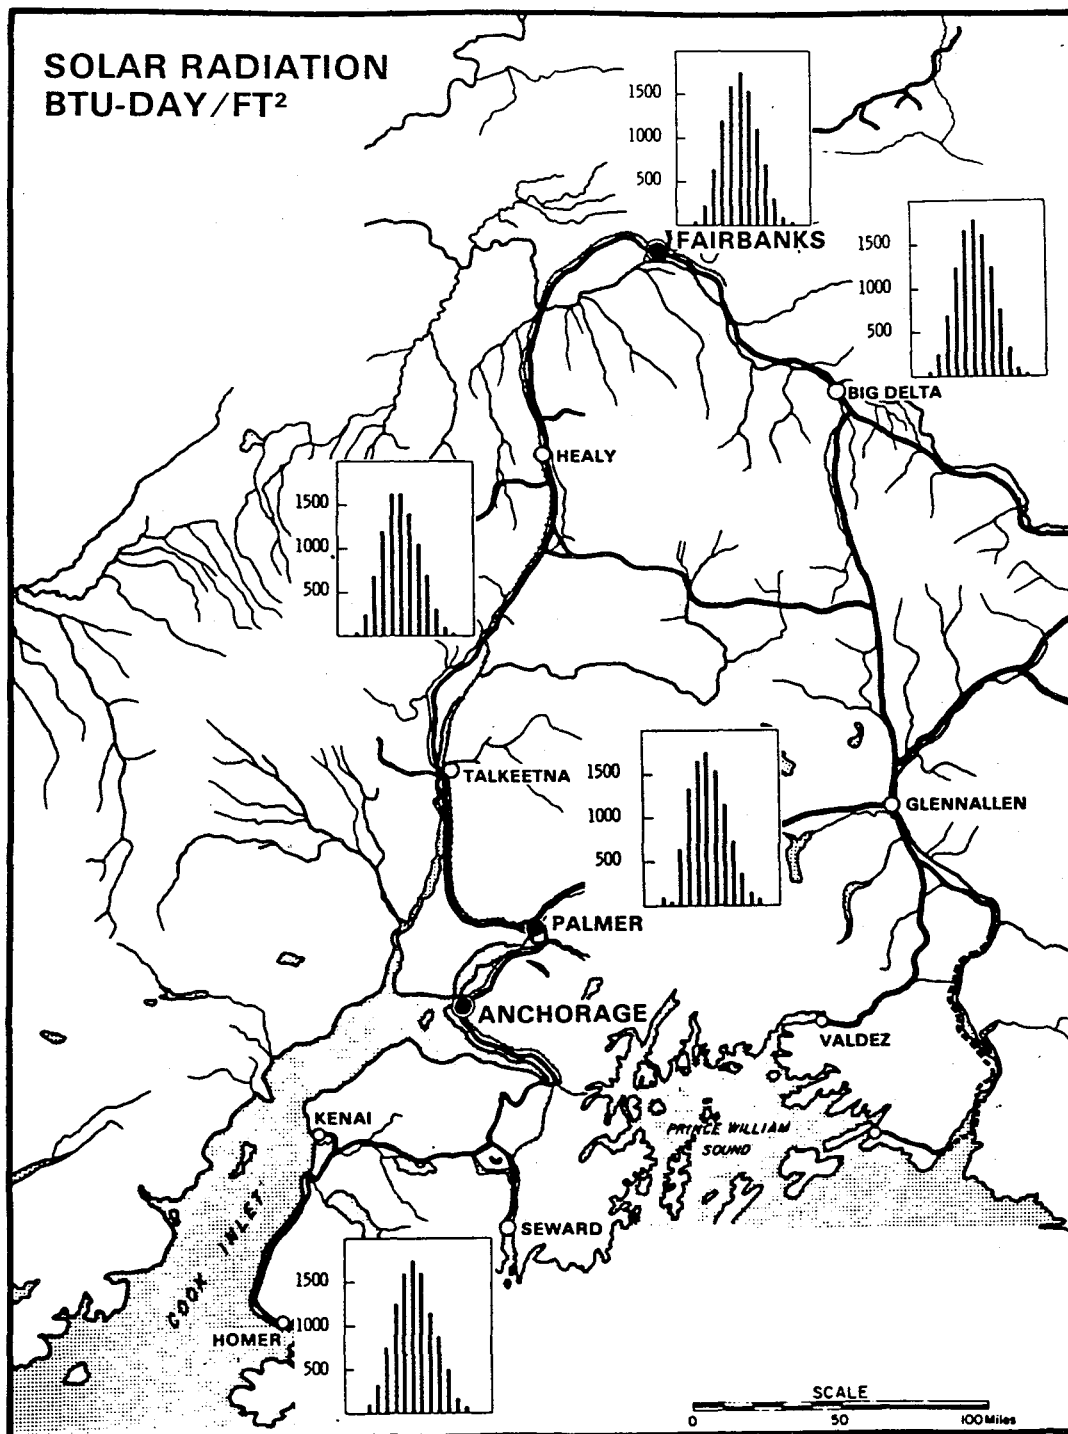 SOLAR RADIATION
BTU-DAY/FT²
1500
1000
500
FAIRBANKS
1500
1000
500
BIG DELTA
HEALY
1500
1000
500
TALKEETNA
1500
1000
500
GLENNALLEN
PALMER
ANCHORAGE
VALDEZ
KENAI
PRINCE WILLIAM
SOUND
COOK INLET
SEWARD
1500
1000
500
HOMER
SCALE
0 50 100 Miles